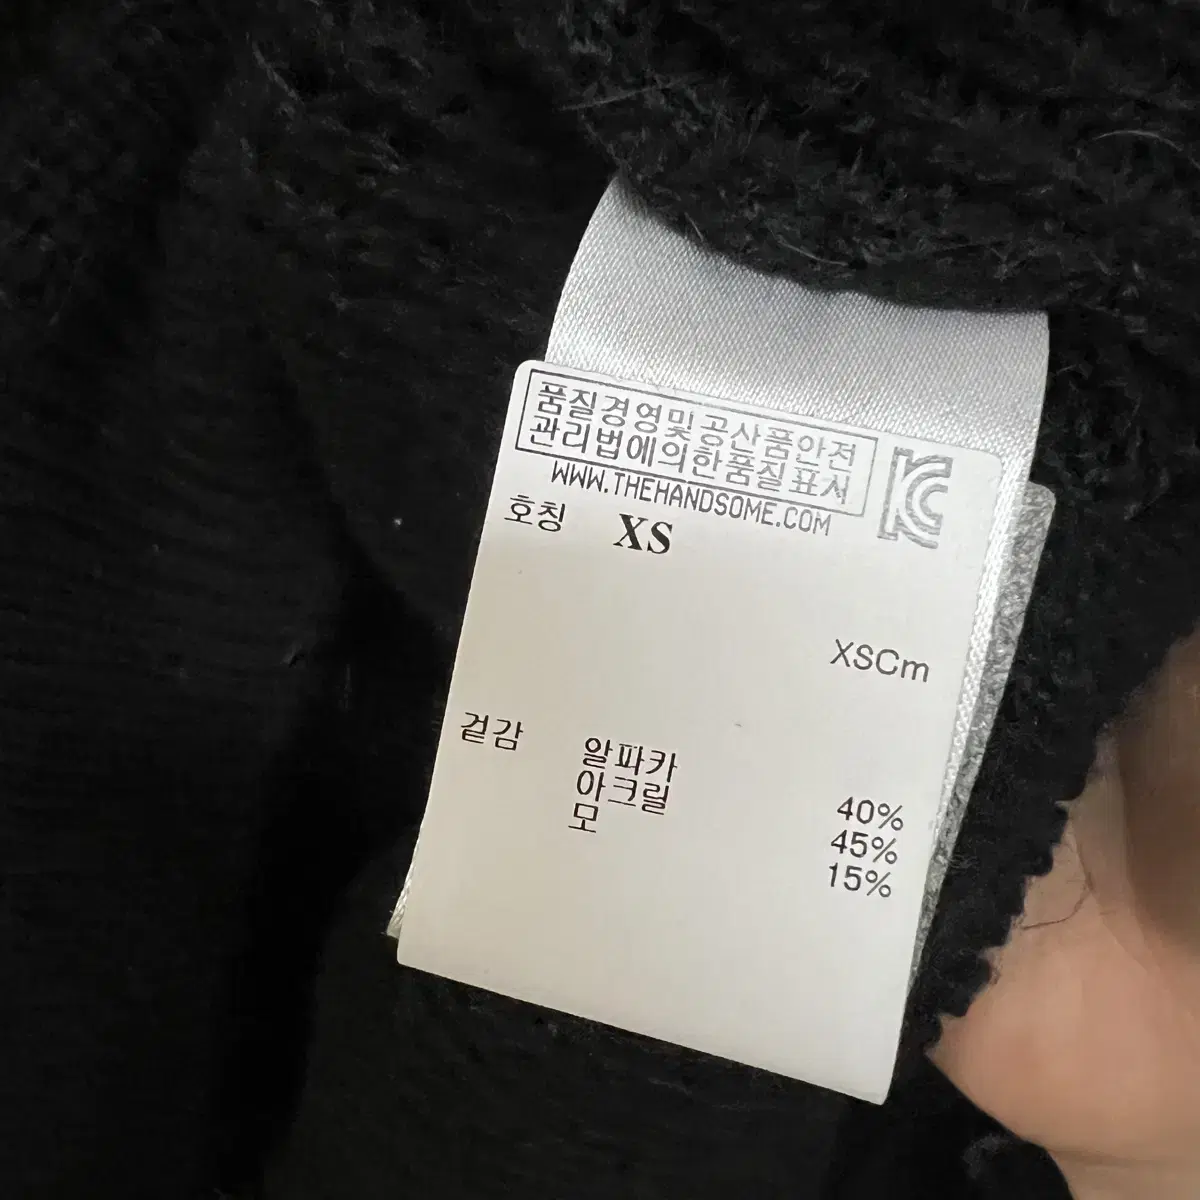 품질경영및공산품안전
관리법에의한품질표시
WWW.THEHANDSOME.COM
KC
호칭 XS
XSCm
겉감 알파카 40%
아크릴 45%
모 15%